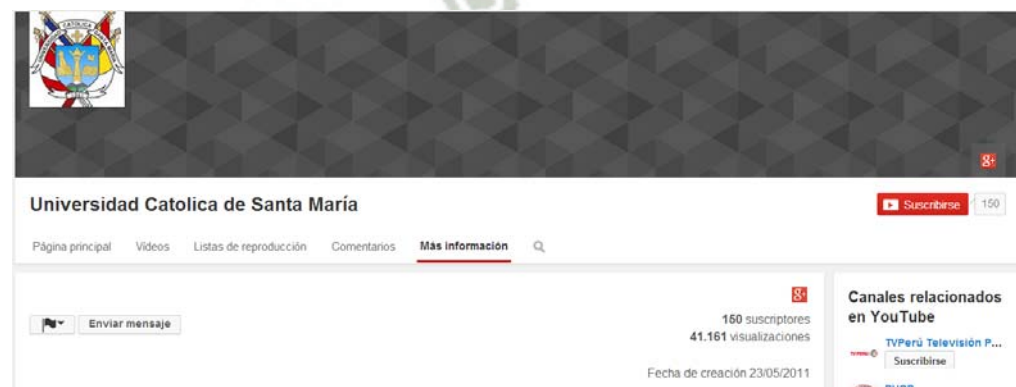 Universidad Catolica de Santa María
Suscribirse 150
Página principal Vídeos Listas de reproducción Comentarios Más información
Enviar mensaje
g+
150 suscriptores
41.161 visualizaciones
Fecha de creación 23/05/2011
Canales relacionados
en YouTube
TVPerú Televisión P...
Suscribirse